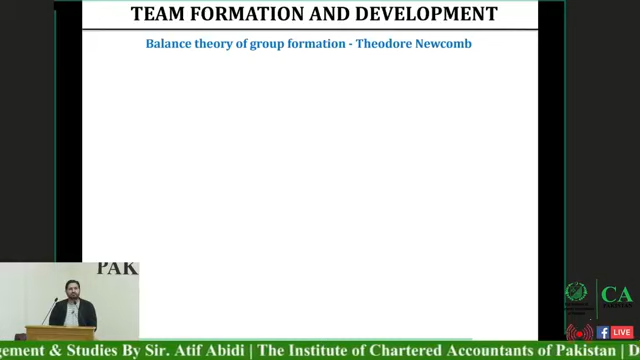 TEAM FORMATION AND DEVELOPMENT
Balance theory of group formation - Theodore Newcomb
PAK
CA
PAKISTAN
LIVE
gement & Studies By Sir. Atif Abidi | The Institute of Chartered Accountants of Pakistan | D